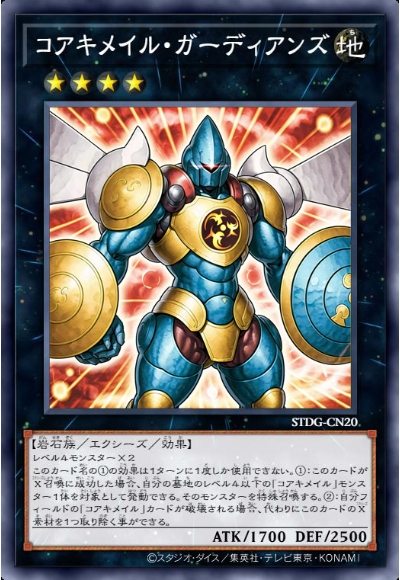 コアキメイル・ガーディアンズ 地
STDG-CN20
【岩石族／エクシーズ／効果】
レベル４モンスター×２
このカード名の①の効果は１ターンに１度しか使用できない。①：このカードが
Ｘ召喚に成功した場合、自分の墓地のレベル４以下の「コアキメイル」モンス
ター１体を対象として発動できる。そのモンスターを特殊召喚する。②：自分フ
ィールドの「コアキメイル」カードが破壊される場合、代わりにこのカードのＸ
素材を１つ取り除く事ができる。
ATK/1700 DEF/2500
©スタジオ・ダイス／集英社・テレビ東京・KONAMI